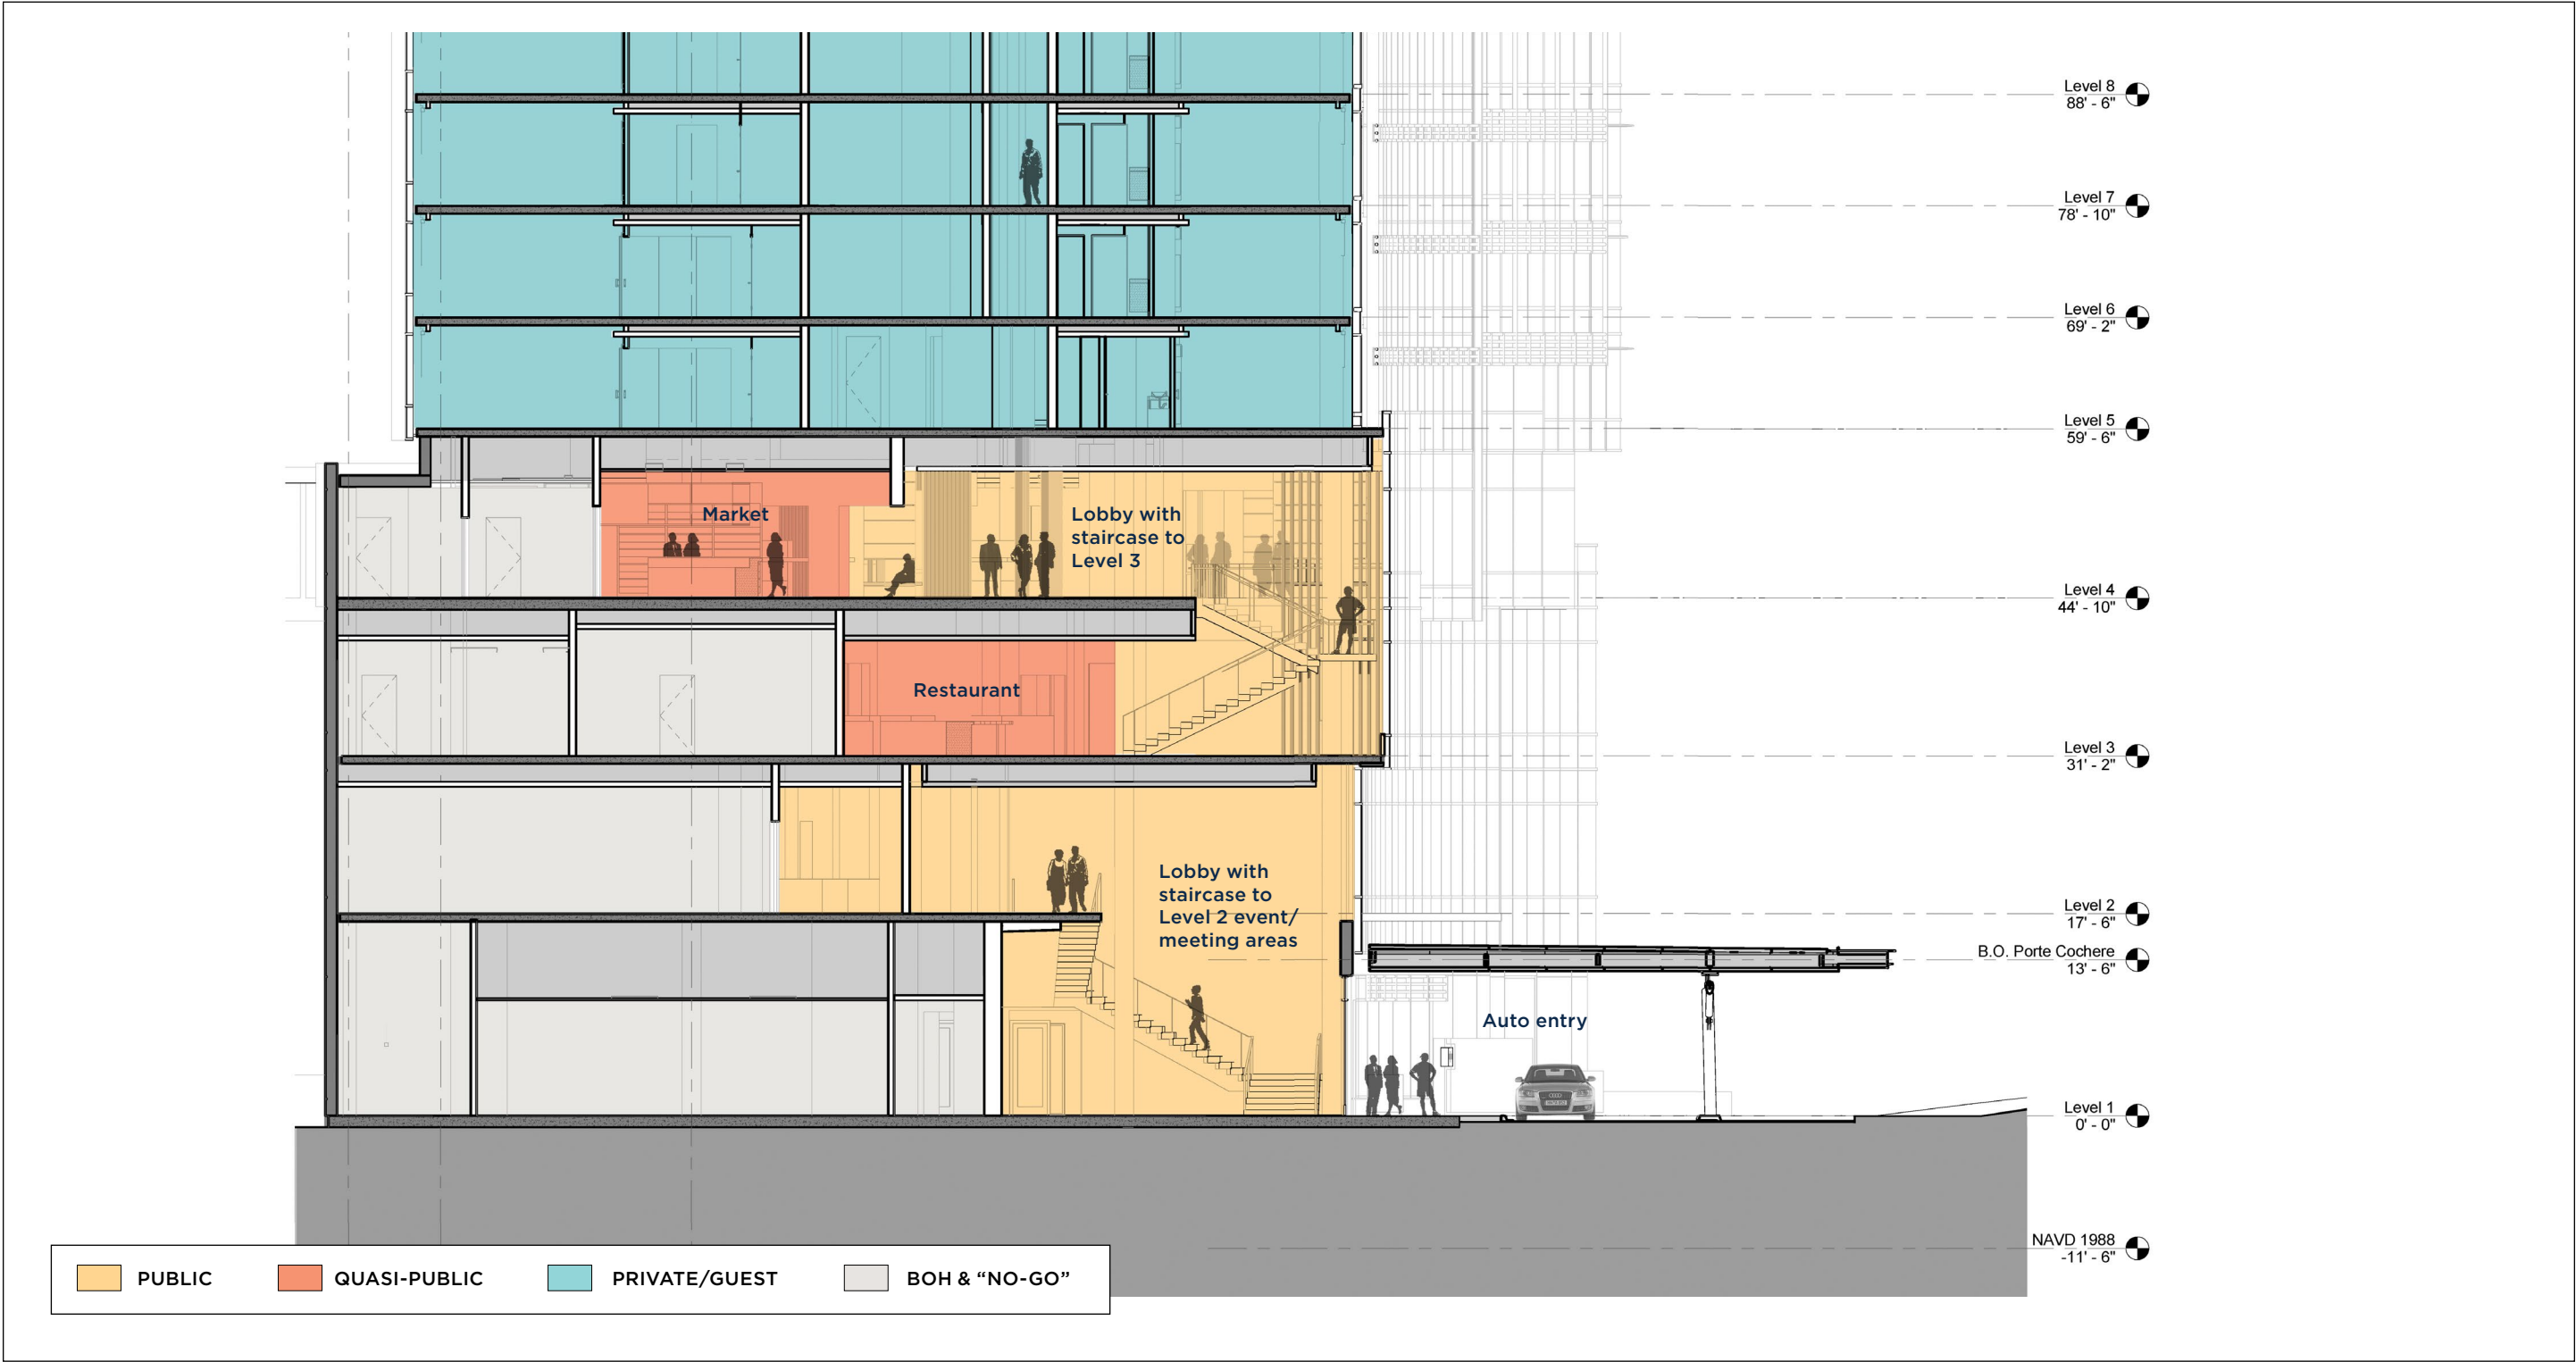 Level 8
88' - 6"
Level 7
78' - 10"
Level 6
69' - 2"
Level 5
59' - 6"
Market
Lobby with
staircase to
Level 3
Level 4
44' - 10"
Restaurant
Level 3
31' - 2"
Lobby with
staircase to
Level 2 event/
meeting areas
Level 2
17' - 6"
B.O. Porte Cochere
13' - 6"
Auto entry
Level 1
0' - 0"
NAVD 1988
-11' - 6"
PUBLIC
QUASI-PUBLIC
PRIVATE/GUEST
BOH & “NO-GO”